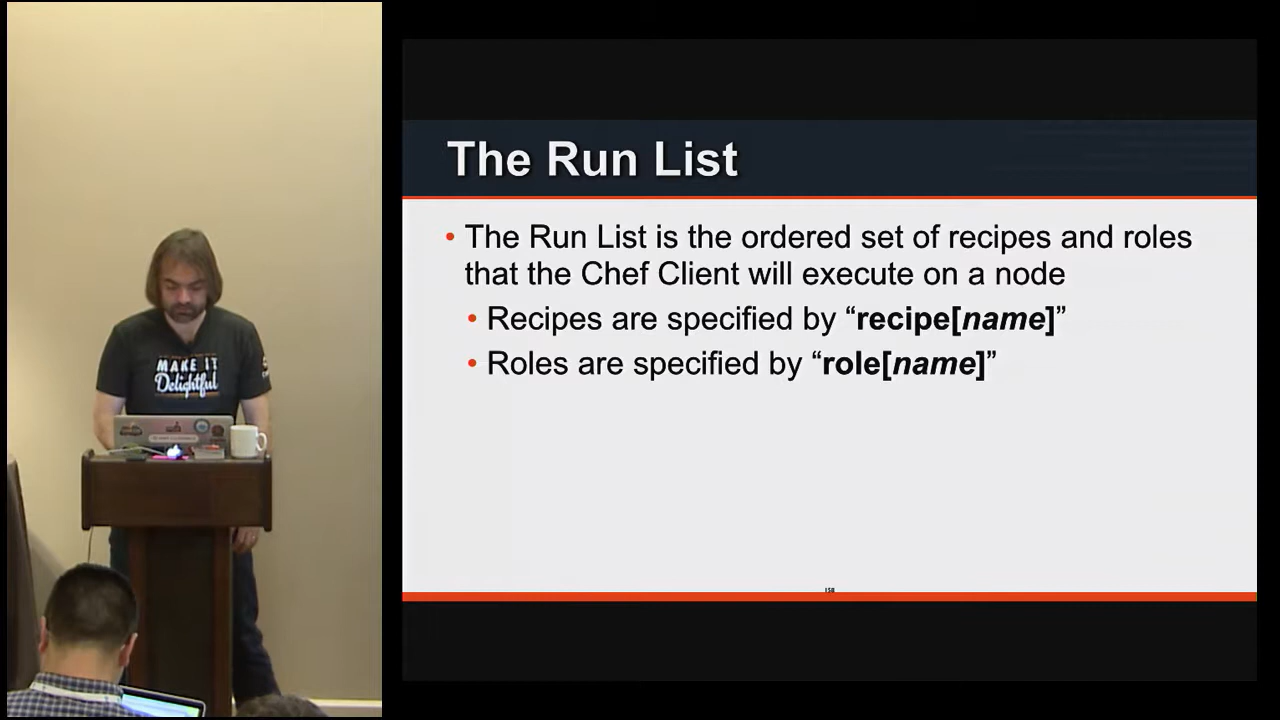 The Run List
• The Run List is the ordered set of recipes and roles
that the Chef Client will execute on a node
• Recipes are specified by “recipe[name]”
• Roles are specified by “role[name]”
158
MAKE IT
Delightful